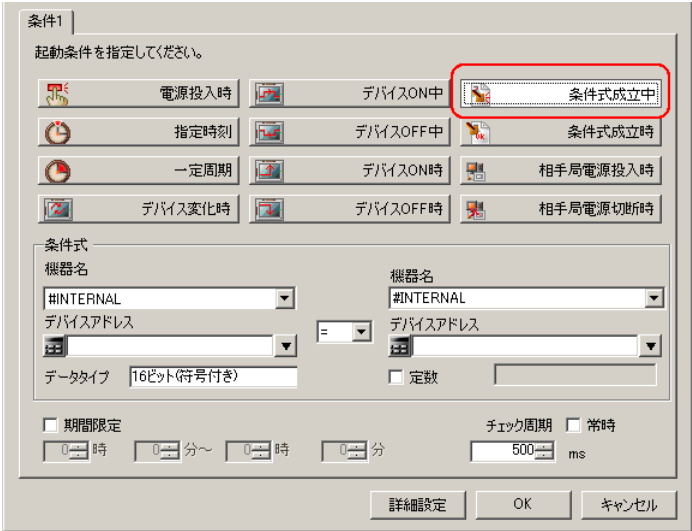 条件1
起動条件を指定してください。
電源投入時 デバイスON中 条件式成立中
指定時刻 デバイスOFF中 条件式成立時
一定周期 デバイスON時 相手局電源投入時
デバイス変化時 デバイスOFF時 相手局電源切断時
条件式
機器名 機器名
#INTERNAL #INTERNAL
デバイスアドレス = デバイスアドレス
データタイプ 16ビット(符号付き) 定数
期間限定 チェック周期 常時
0 時 0 分～ 0 時 0 分 500 ms
詳細設定 OK キャンセル